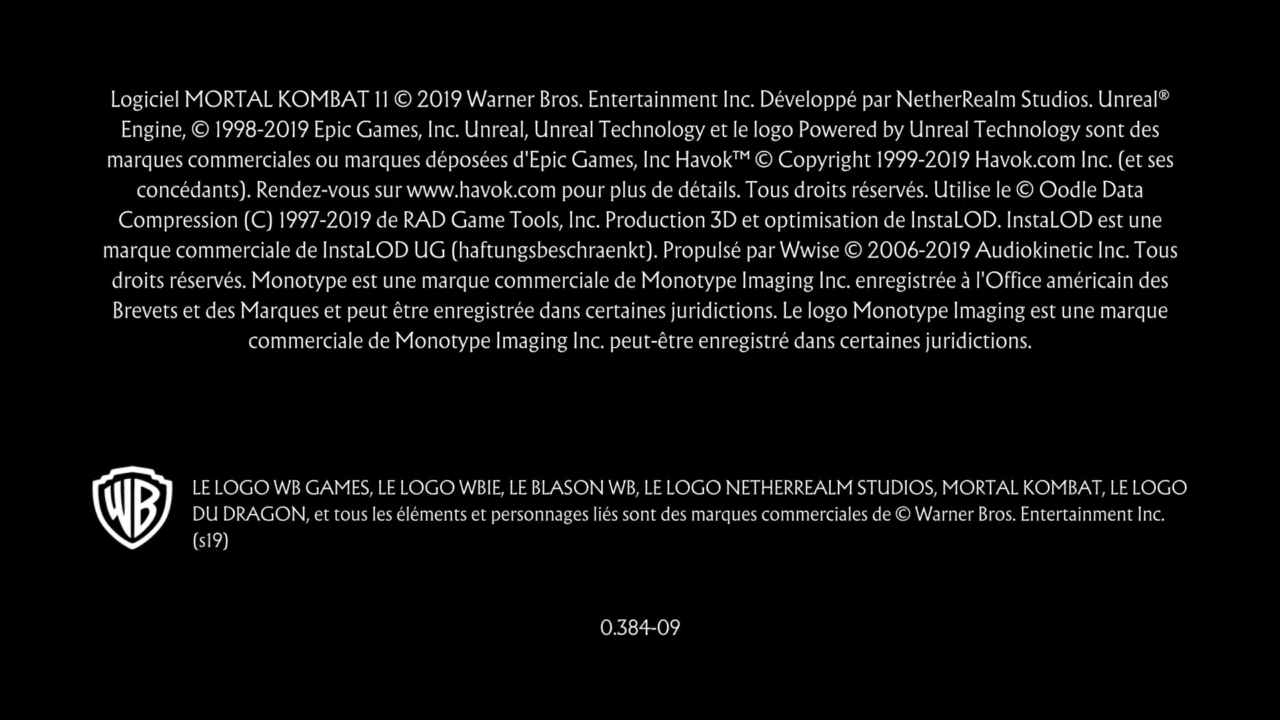 Logiciel MORTAL KOMBAT 11 © 2019 Warner Bros. Entertainment Inc. Développé par NetherRealm Studios. Unreal®
Engine, © 1998-2019 Epic Games, Inc. Unreal, Unreal Technology et le logo Powered by Unreal Technology sont des
marques commerciales ou marques déposées d'Epic Games, Inc Havok™ © Copyright 1999-2019 Havok.com Inc. (et ses
concédants). Rendez-vous sur www.havok.com pour plus de détails. Tous droits réservés. Utilise le © Oodle Data
Compression (C) 1997-2019 de RAD Game Tools, Inc. Production 3D et optimisation de InstaLOD. InstaLOD est une
marque commerciale de InstaLOD UG (haftungsbeschraenkt). Propulsé par Wwise © 2006-2019 Audiokinetic Inc. Tous
droits réservés. Monotype est une marque commerciale de Monotype Imaging Inc. enregistrée à l'Office américain des
Brevets et des Marques et peut être enregistrée dans certaines juridictions. Le logo Monotype Imaging est une marque
commerciale de Monotype Imaging Inc. peut-être enregistré dans certaines juridictions.
WB
LE LOGO WB GAMES, LE LOGO WBIE, LE BLASON WB, LE LOGO NETHERREALM STUDIOS, MORTAL KOMBAT, LE LOGO
DU DRAGON, et tous les éléments et personnages liés sont des marques commerciales de © Warner Bros. Entertainment Inc.
(s19)
0.384-09